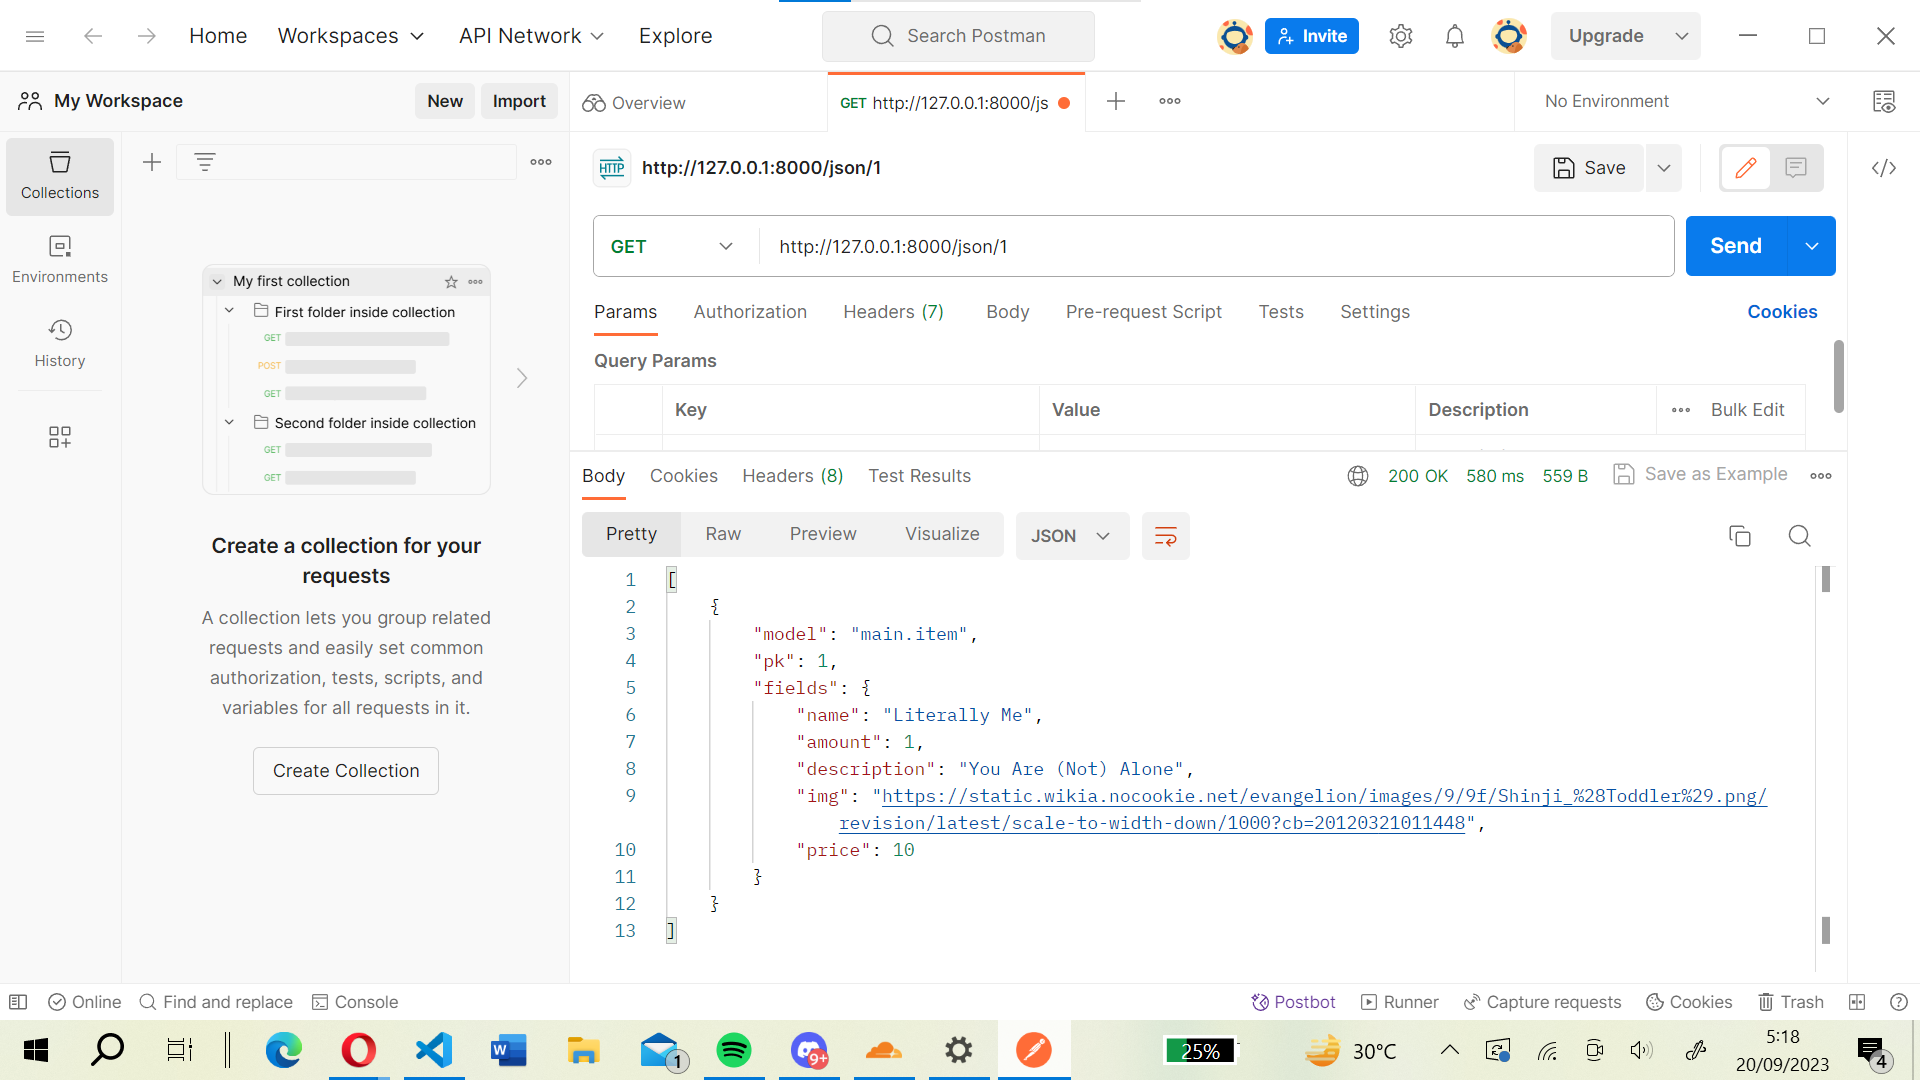 Home
Workspaces
API Network
Explore
Search Postman
Invite
Upgrade
My Workspace
New
Import
Overview
GET http://127.0.0.1:8000/js
No Environment
Collections
Environments
History
My first collection
First folder inside collection
GET
POST
GET
Second folder inside collection
GET
GET
Create a collection for your
requests
A collection lets you group related
requests and easily set common
authorization, tests, scripts, and
variables for all requests in it.
Create Collection
HTTP
http://127.0.0.1:8000/json/1
Save
GET
http://127.0.0.1:8000/json/1
Send
Params
Authorization
Headers (7)
Body
Pre-request Script
Tests
Settings
Cookies
Query Params
Key
Value
Description
Bulk Edit
Body
Cookies
Headers (8)
Test Results
200 OK
580 ms
559 B
Save as Example
Pretty
Raw
Preview
Visualize
JSON
1 [
2 {
3 "model": "main.item",
4 "pk": 1,
5 "fields": {
6 "name": "Literally Me",
7 "amount": 1,
8 "description": "You Are (Not) Alone",
9 "img": "https://static.wikia.nocookie.net/evangelion/images/9/9f/Shinji_%28Toddler%29.png/
revision/latest/scale-to-width-down/1000?cb=20120321011448",
10 "price": 10
11 }
12 }
13 ]
Online
Find and replace
Console
Postbot
Runner
Capture requests
Cookies
Trash
W
1
9+
25%
30°C
5:18
20/09/2023
4